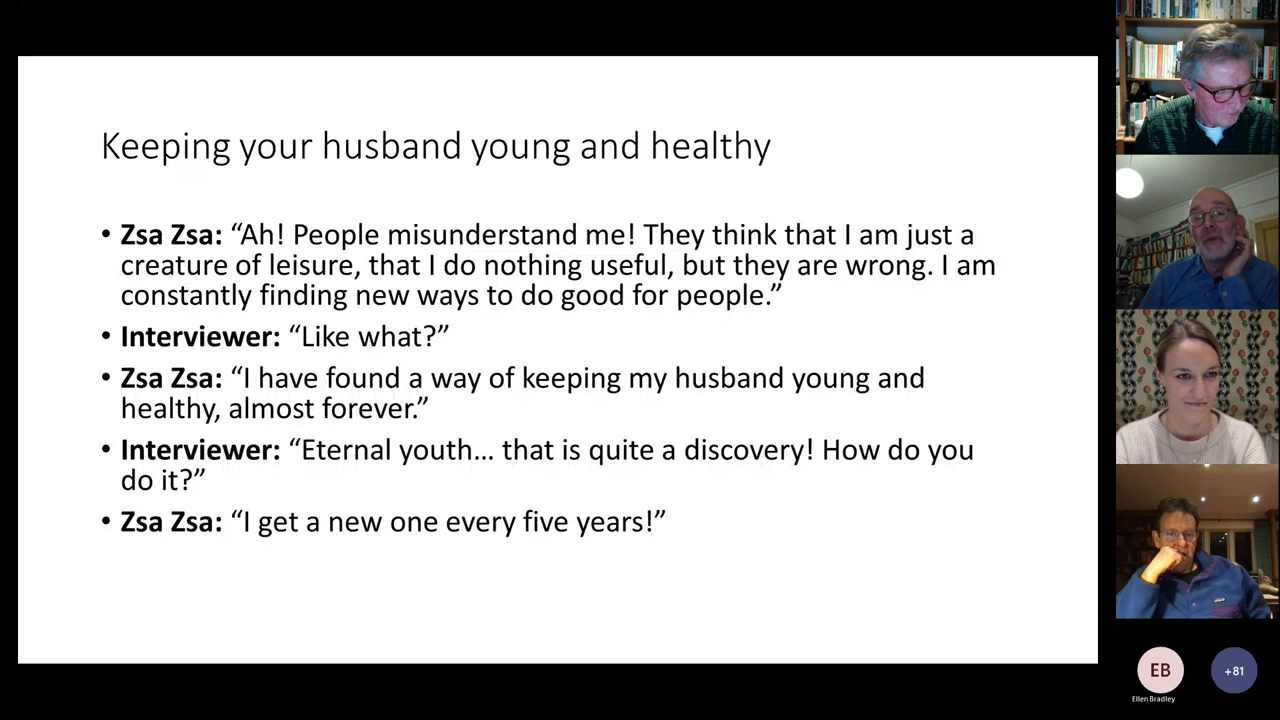 Keeping your husband young and healthy
• Zsa Zsa: “Ah! People misunderstand me! They think that I am just a
creature of leisure, that I do nothing useful, but they are wrong. I am
constantly finding new ways to do good for people.”
• Interviewer: “Like what?”
• Zsa Zsa: “I have found a way of keeping my husband young and
healthy, almost forever.”
• Interviewer: “Eternal youth… that is quite a discovery! How do you
do it?”
• Zsa Zsa: “I get a new one every five years!”
EB
Ellen Bradley
+81